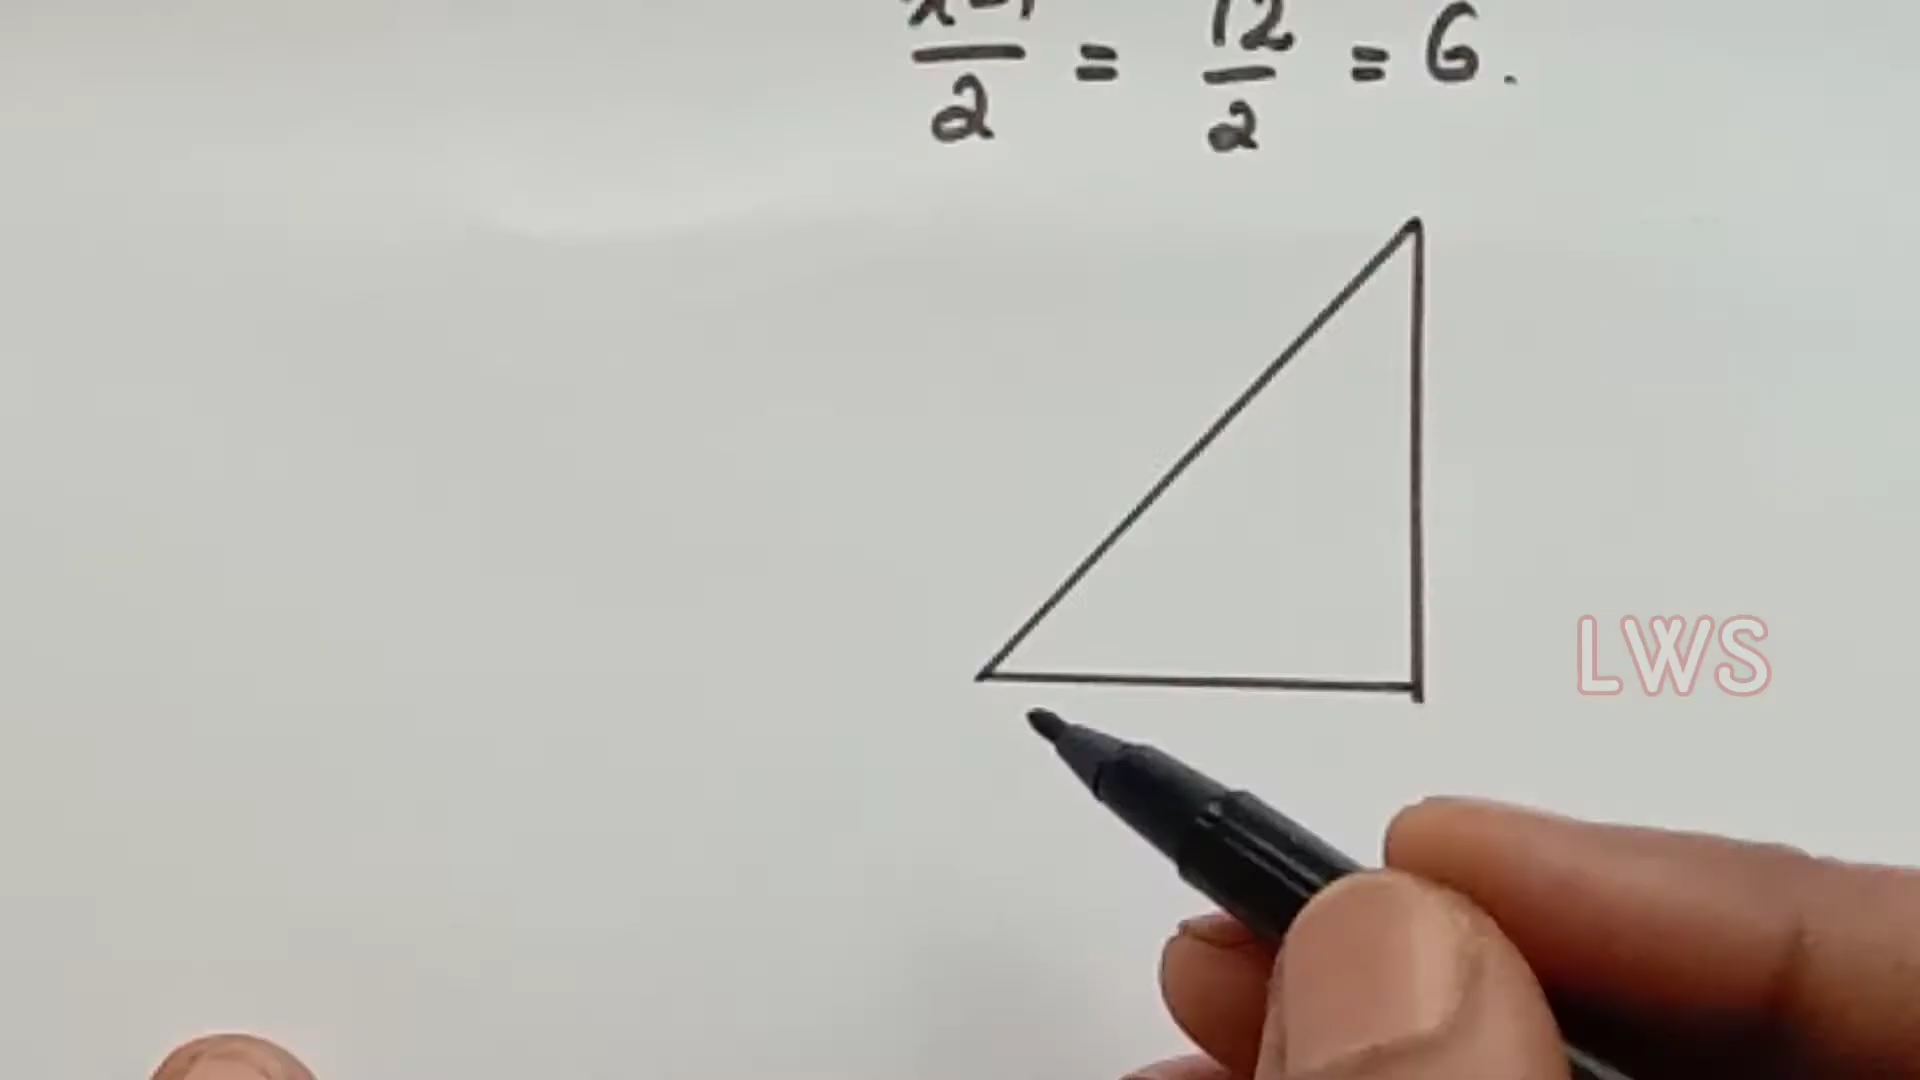 2 = 12/2 = 6.
LWS